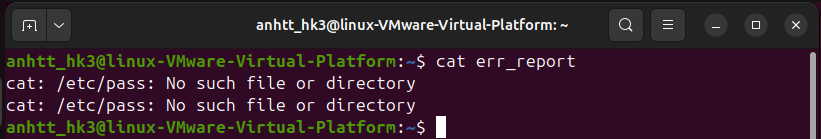 anhtt_hk3@linux-VMware-Virtual-Platform: ~
anhtt_hk3@linux-VMware-Virtual-Platform:~$ cat err_report
cat: /etc/pass: No such file or directory
cat: /etc/pass: No such file or directory
anhtt_hk3@linux-VMware-Virtual-Platform:~$